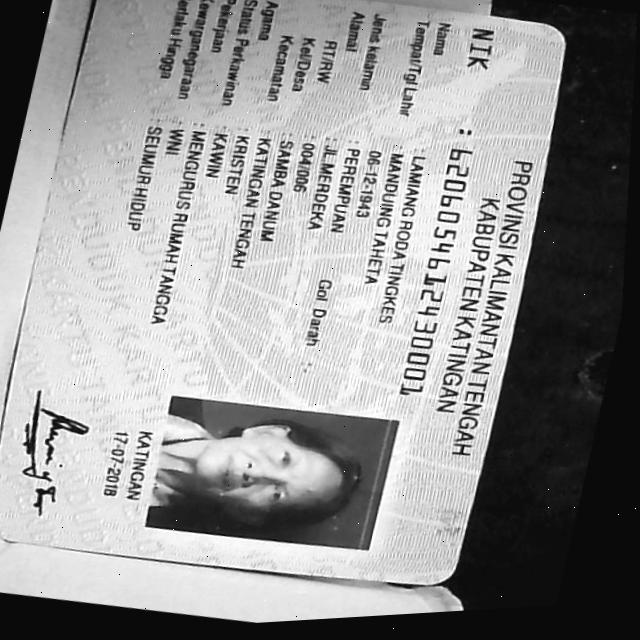 PROVINSI KALIMANTAN TENGAH
KABUPATEN KATINGAN
NIK : 6206054612430001
Nama : LAMIANG RODA TINGKES
Tempat/Tgl Lahir : MANDUNG TAHETA
06-12-1943
Jenis kelamin : PEREMPUAN Gol Darah :
Alamat : JL.MERDEKA
RT/RW : 004/006
Kel/Desa : SAMBA DANUM
Kecamatan : KATINGAN TENGAH
Agama : KRISTEN
Status Perkawinan : KAWIN
Pekerjaan : MENGURUS RUMAH TANGGA
Kewarganegaraan : WNI
Berlaku Hingga : SEUMUR HIDUP
KATINGAN
17-07-2018